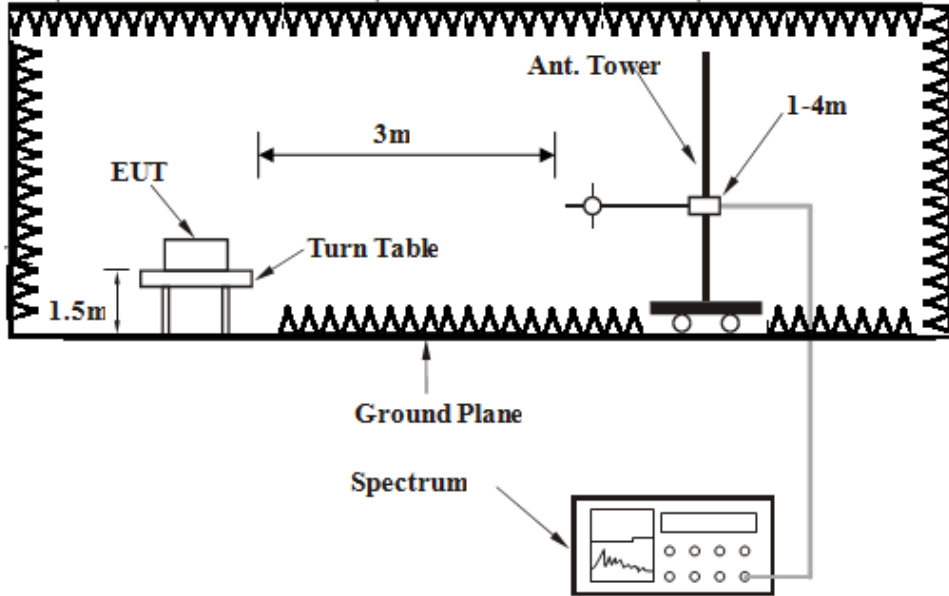 Ant. Tower
1-4m
3m
EUT
Turn Table
1.5m
Ground Plane
Spectrum